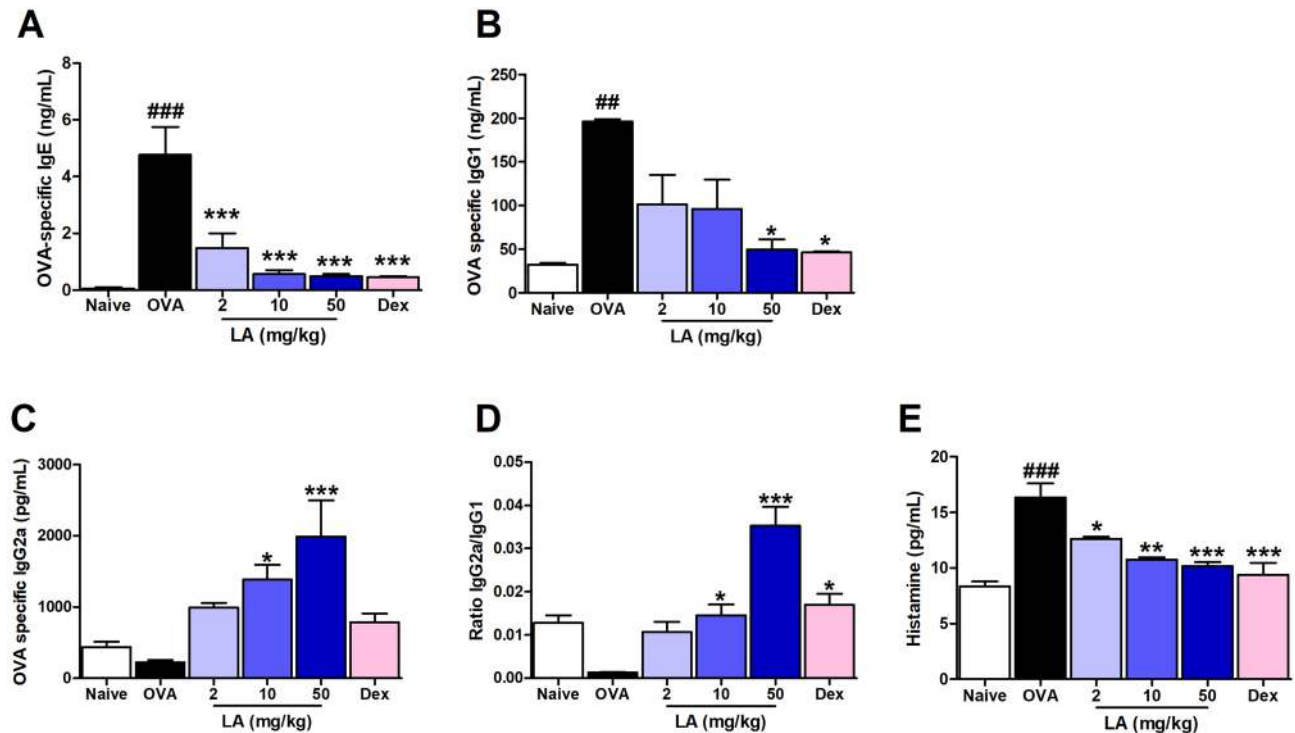 A
OVA-specific IgE (ng/mL)
8
6
4
2
0
###
***
***
***
***
Naive OVA 2 10 50 Dex
LA (mg/kg)
B
OVA specific IgG1 (ng/mL)
250
200
150
100
50
0
##
*
*
Naive OVA 2 10 50 Dex
LA (mg/kg)
C
OVA specific IgG2a (pg/mL)
3000
2000
1000
0
*
***
Naive OVA 2 10 50 Dex
LA (mg/kg)
D
Ratio IgG2a/IgG1
0.05
0.04
0.03
0.02
0.01
0.00
*
***
*
Naive OVA 2 10 50 Dex
LA (mg/kg)
E
Histamine (pg/mL)
20
15
10
5
0
###
*
**
***
***
Naive OVA 2 10 50 Dex
LA (mg/kg)